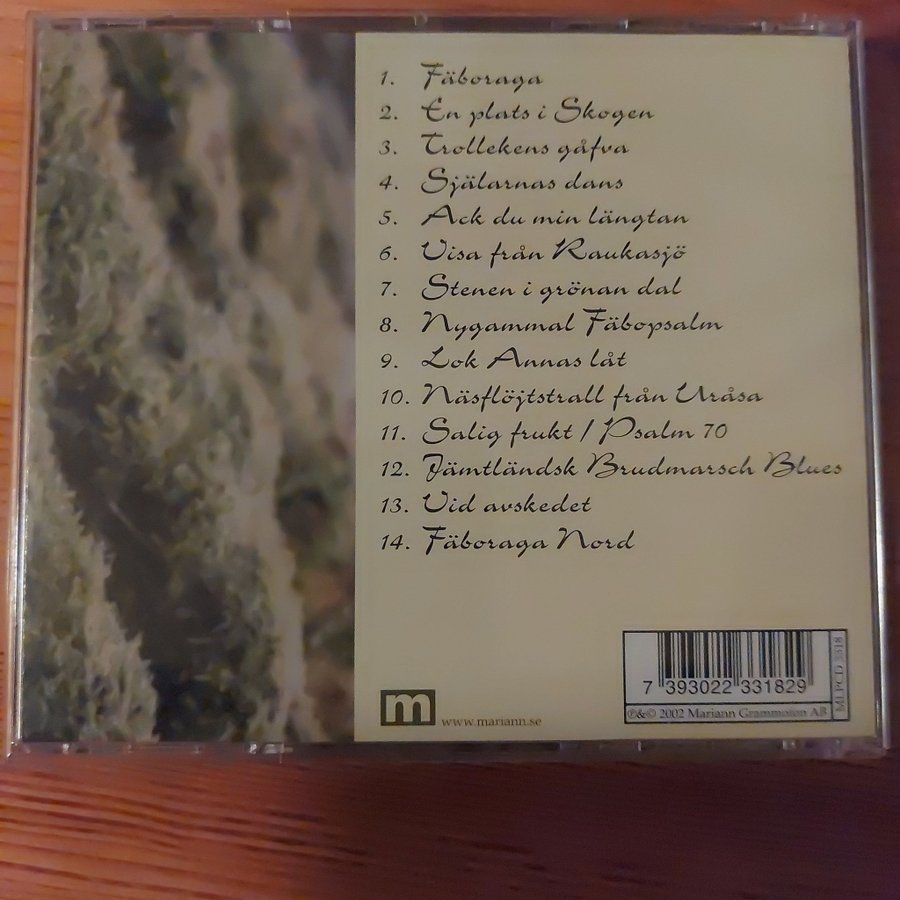 1. Fäboraga
2. En plats i Skogen
3. Trollekens gåfva
4. Själarnas dans
5. Ack du min längtan
6. Visa från Raukasjö
7. Stenen i grönan dal
8. Nygammal Fäbopsalm
9. Lok Annas låt
10. Näsflöjtstrall från Uråsa
11. Salig frukt / Psalm 70
12. Jämtländsk Brudmarsch Blues
13. Vid avskedet
14. Fäboraga Nord
m
www.mariann.se
7 393022 331829
MLPCD 3318
℗&© 2002 Mariann Grammofon AB